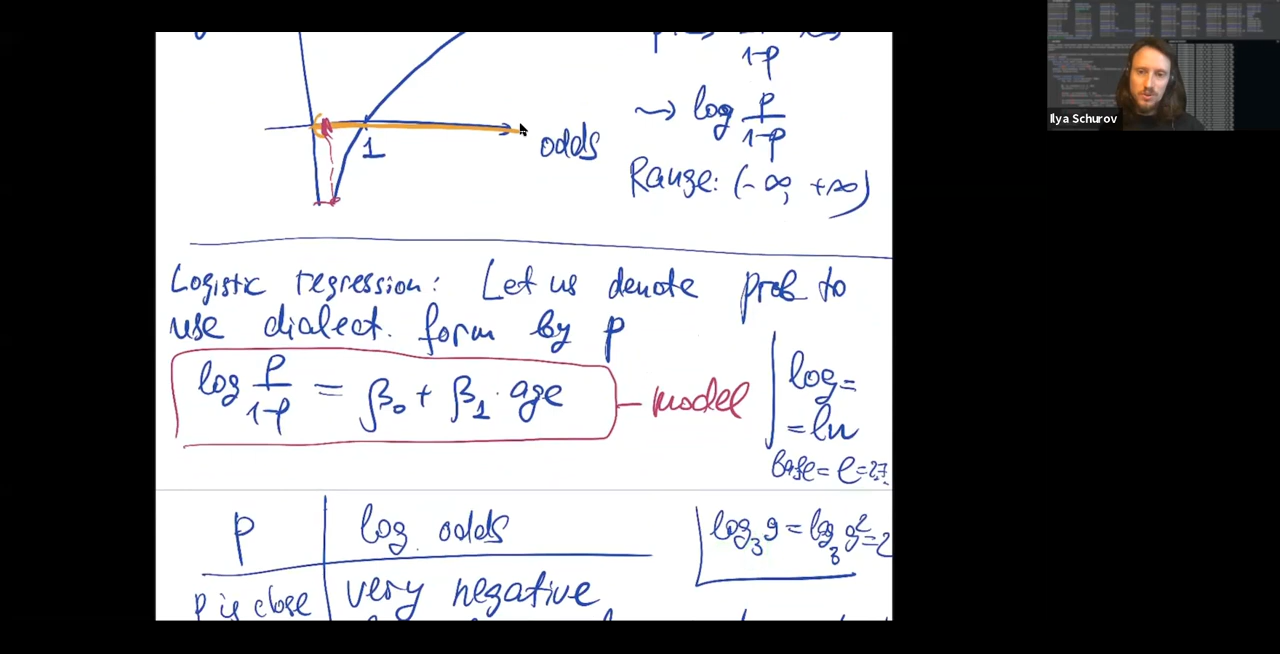 1-p
⤳ log p/1-p
1
odds
Range: (-∞, +∞)
Ilya Schurov
Logistic regression: Let us denote prob to
use dialect. form by p
log p/1-p = β₀ + β₁ · age — model
log =
= ln
Base = e = 2.7
p | log odds
log₃ 9 = log₃ 3² = 2
p is close | very negative